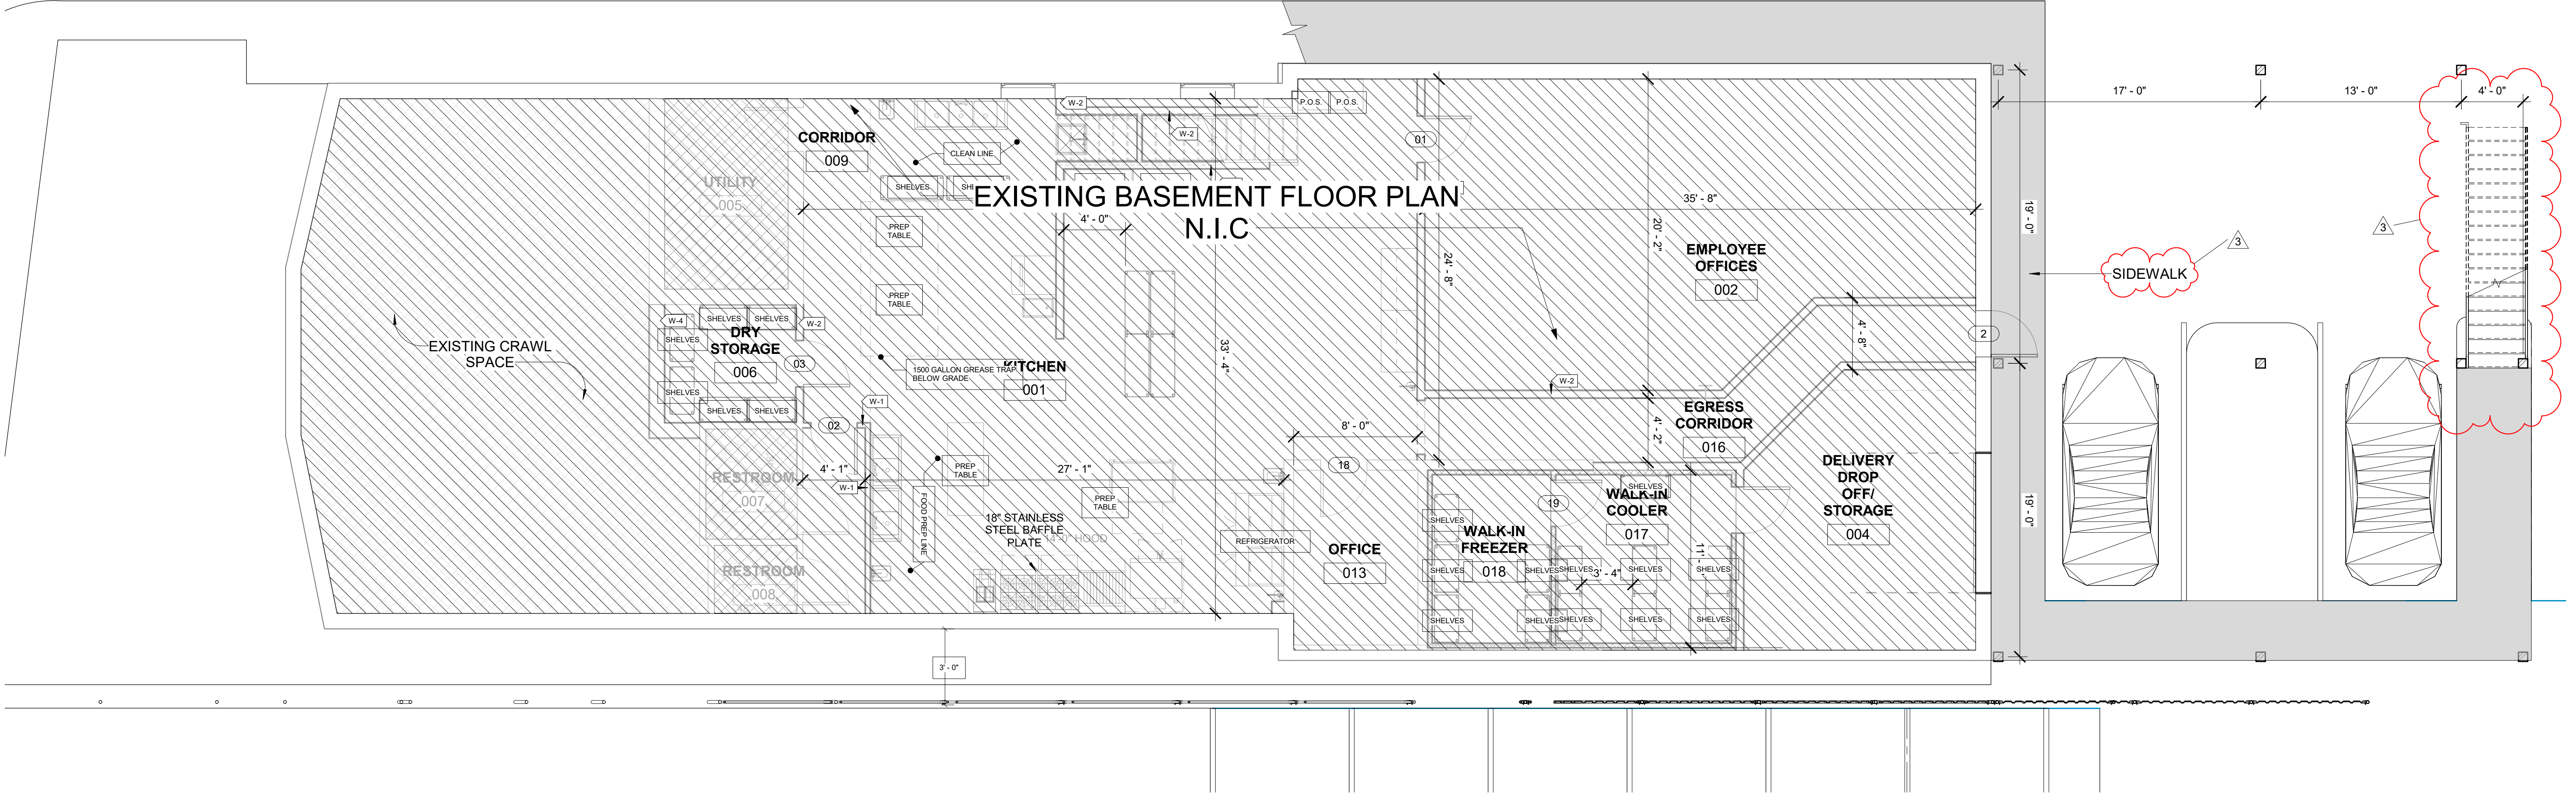 17' - 0"
13' - 0"
4' - 0"
W-2
P.O.S.
P.O.S.
CORRIDOR
009
W-2
01
CLEAN LINE
UTILITY
005
SHELVES
EXISTING BASEMENT FLOOR PLAN
N.I.C
35' - 8"
4' - 0"
19' - 0"
20' - 2"
24' - 8"
PREP
TABLE
EMPLOYEE
OFFICES
002
3
3
SIDEWALK
PREP
TABLE
W-4
SHELVES
SHELVES
W-2
SHELVES
DRY
STORAGE
006
03
EXISTING CRAWL
SPACE
33' - 4"
4' - 8"
2
1500 GALLON GREASE TRAP
BELOW GRADE
KITCHEN
001
SHELVES
SHELVES
SHELVES
W-2
W-1
02
EGRESS
CORRIDOR
016
4' - 2"
8' - 0"
18
4' - 1"
27' - 1"
PREP
TABLE
W-1
RESTROOM
007
FOOD PREP LINE
PREP
TABLE
DELIVERY
DROP
OFF/
STORAGE
004
SHELVES
WALK-IN
COOLER
017
19
19' - 0"
18" STAINLESS
STEEL BAFFLE
PLATE
REFRIGERATOR
SHELVES
WALK-IN
FREEZER
018
OFFICE
013
RESTROOM
008
SHELVES
SHELVES
SHELVES
3' - 4"
SHELVES
SHELVES
SHELVES
SHELVES
SHELVES
SHELVES
SHELVES
3' - 0"